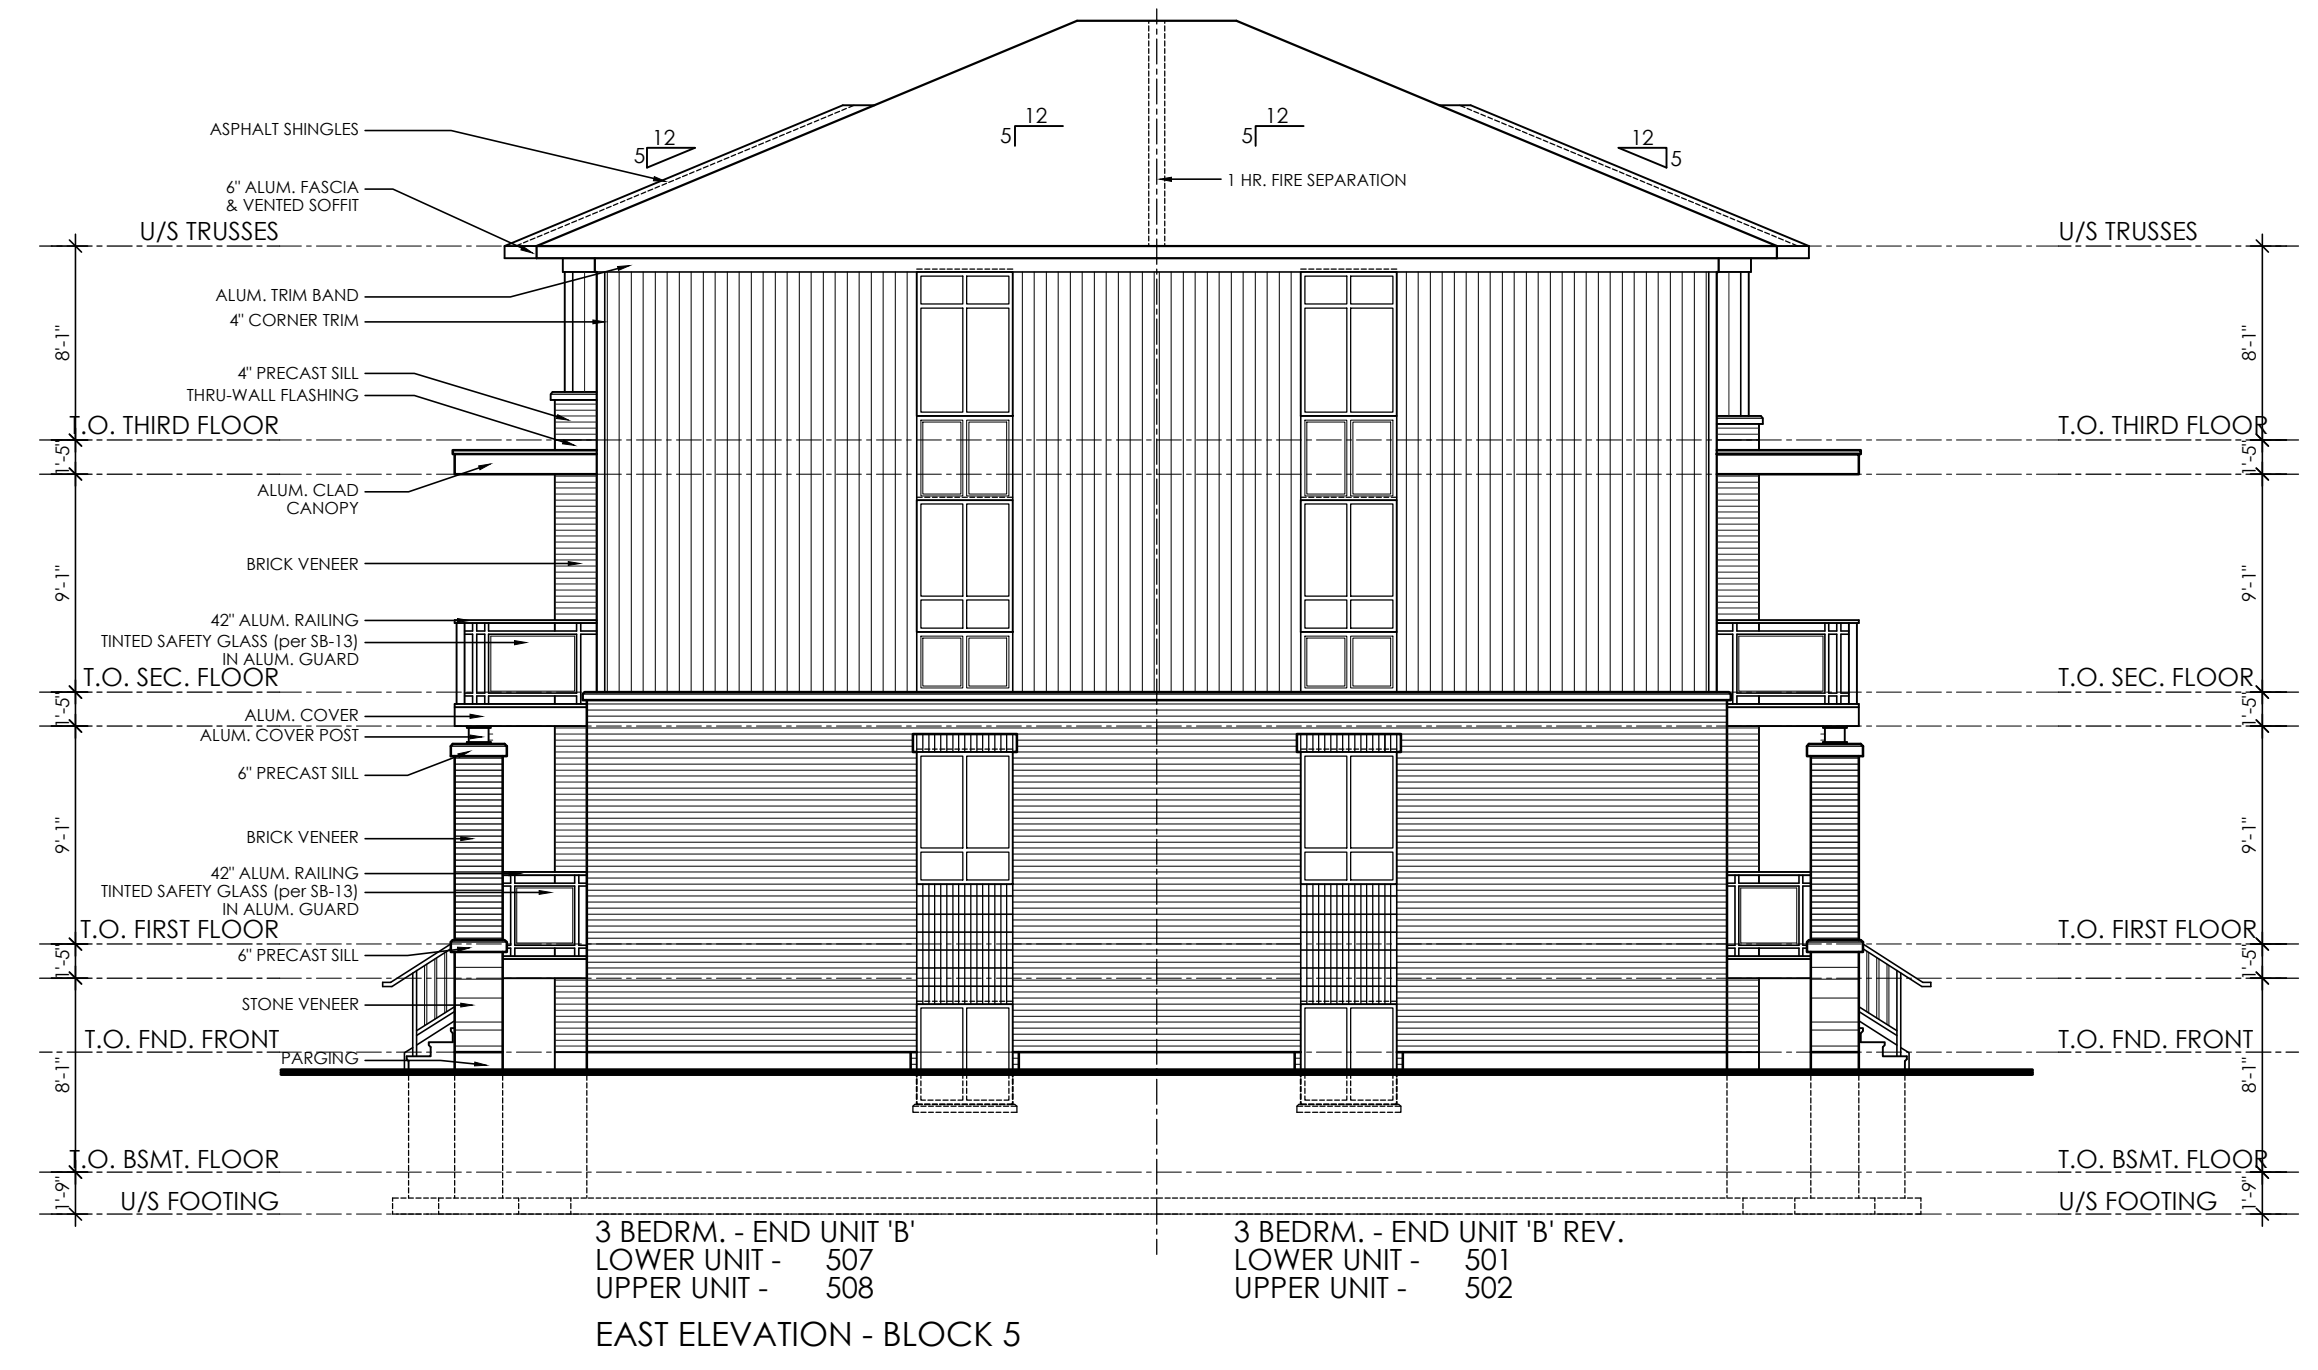 12
12
5
5
ASPHALT SHINGLES
12
5
12
5
6" ALUM. FASCIA
& VENTED SOFFIT
1 HR. FIRE SEPARATION
U/S TRUSSES
U/S TRUSSES
ALUM. TRIM BAND
4" CORNER TRIM
8'-1"
8'-1"
4" PRECAST SILL
THRU-WALL FLASHING
T.O. THIRD FLOOR
T.O. THIRD FLOOR
1'-5"
1'-5"
ALUM. CLAD
CANOPY
BRICK VENEER
9'-1"
9'-1"
42" ALUM. RAILING
TINTED SAFETY GLASS (per SB-13)
IN ALUM. GUARD
T.O. SEC. FLOOR
T.O. SEC. FLOOR
1'-5"
1'-5"
ALUM. COVER
ALUM. COVER POST
6" PRECAST SILL
BRICK VENEER
9'-1"
9'-1"
42" ALUM. RAILING
TINTED SAFETY GLASS (per SB-13)
IN ALUM. GUARD
T.O. FIRST FLOOR
T.O. FIRST FLOOR
1'-5"
1'-5"
6" PRECAST SILL
STONE VENEER
T.O. FND. FRONT
T.O. FND. FRONT
PARGING
8'-1"
8'-1"
T.O. BSMT. FLOOR
T.O. BSMT. FLOOR
1'-9"
1'-9"
U/S FOOTING
U/S FOOTING
3 BEDRM. - END UNIT 'B'
LOWER UNIT - 507
UPPER UNIT - 508
3 BEDRM. - END UNIT 'B' REV.
LOWER UNIT - 501
UPPER UNIT - 502
EAST ELEVATION - BLOCK 5